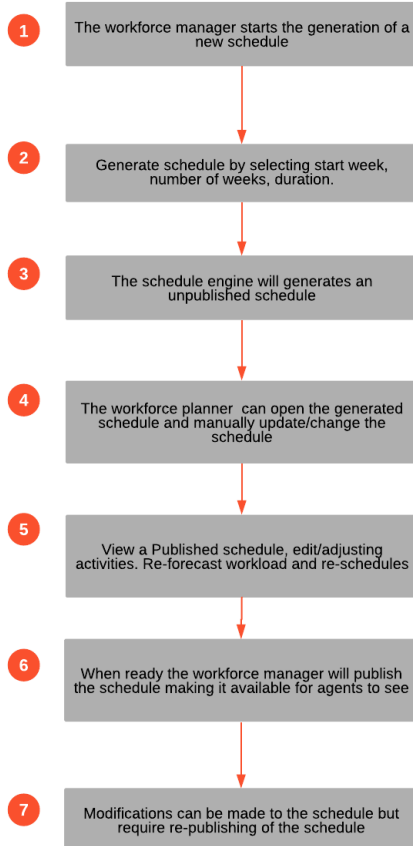 1
The workforce manager starts the generation of a
new schedule
2
Generate schedule by selecting start week,
number of weeks, duration.
3
The schedule engine will generates an
unpublished schedule
4
The workforce planner  can open the generated
schedule and manually update/change the
schedule
5
View a Published schedule, edit/adjusting
activities. Re-forecast workload and re-schedules
6
When ready the workforce manager will publish
the schedule making it available for agents to see
7
Modifications can be made to the schedule but
require re-publishing of the schedule